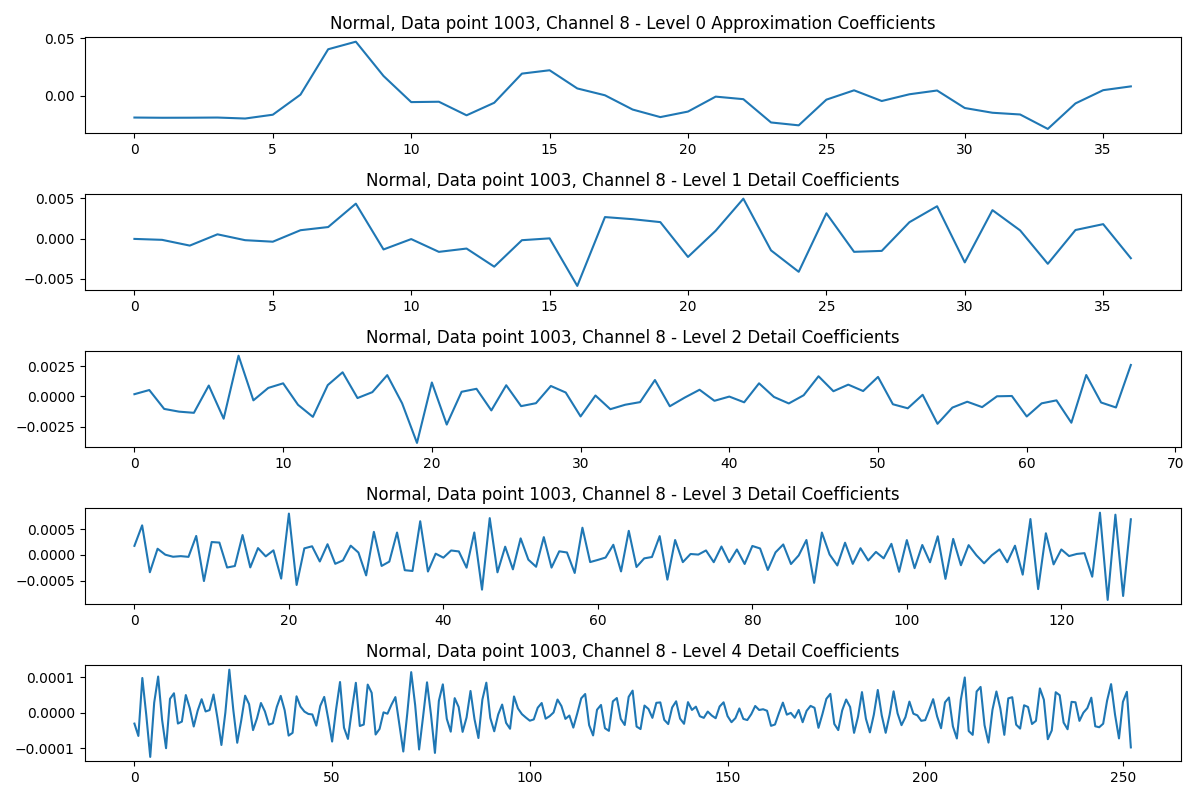 Normal, Data point 1003, Channel 8 - Level 0 Approximation Coefficients
0.05
0.00
0 5 10 15 20 25 30 35
Normal, Data point 1003, Channel 8 - Level 1 Detail Coefficients
0.005
0.000
−0.005
0 5 10 15 20 25 30 35
Normal, Data point 1003, Channel 8 - Level 2 Detail Coefficients
0.0025
0.0000
−0.0025
0 10 20 30 40 50 60 70
Normal, Data point 1003, Channel 8 - Level 3 Detail Coefficients
0.0005
0.0000
−0.0005
0 20 40 60 80 100 120
Normal, Data point 1003, Channel 8 - Level 4 Detail Coefficients
0.0001
0.0000
−0.0001
0 50 100 150 200 250